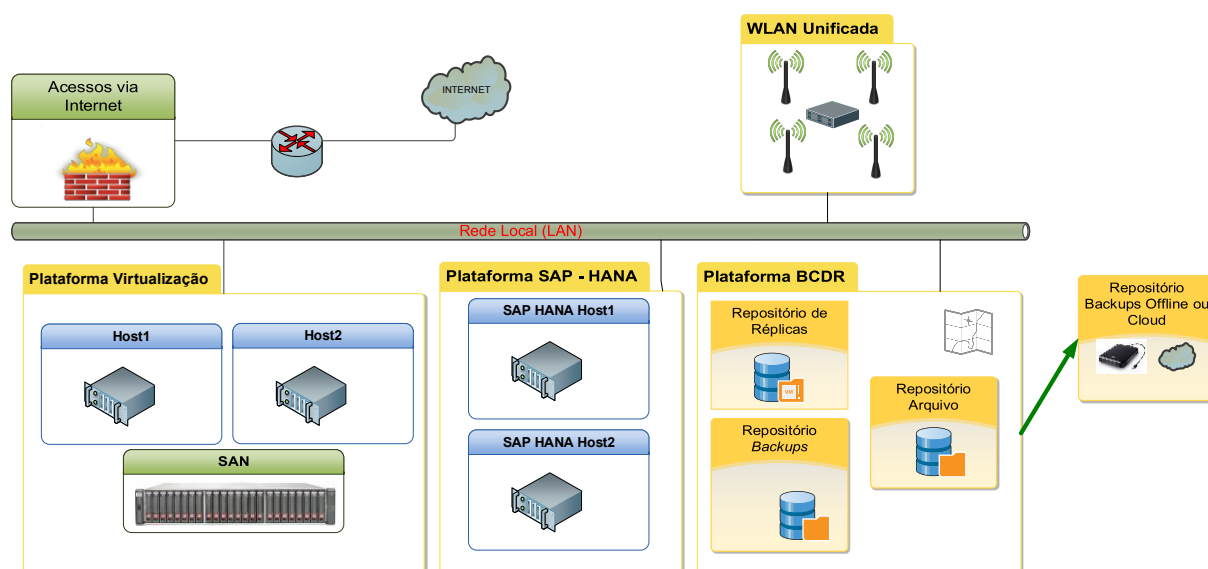 WLAN Unificada
Acessos via
Internet
INTERNET
Rede Local (LAN)
Plataforma Virtualização
Host1
Host2
SAN
Plataforma SAP - HANA
SAP HANA Host1
SAP HANA Host2
Plataforma BCDR
Repositório de
Réplicas
VM
Repositório
Backups
Repositório
Arquivo
Repositório
Backups Offline ou
Cloud